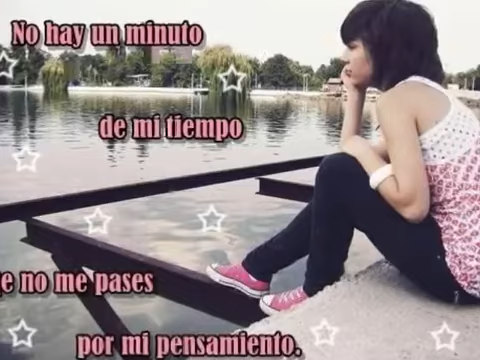 No hay un minuto
de mi tiempo
e no me pases
por mi pensamiento.